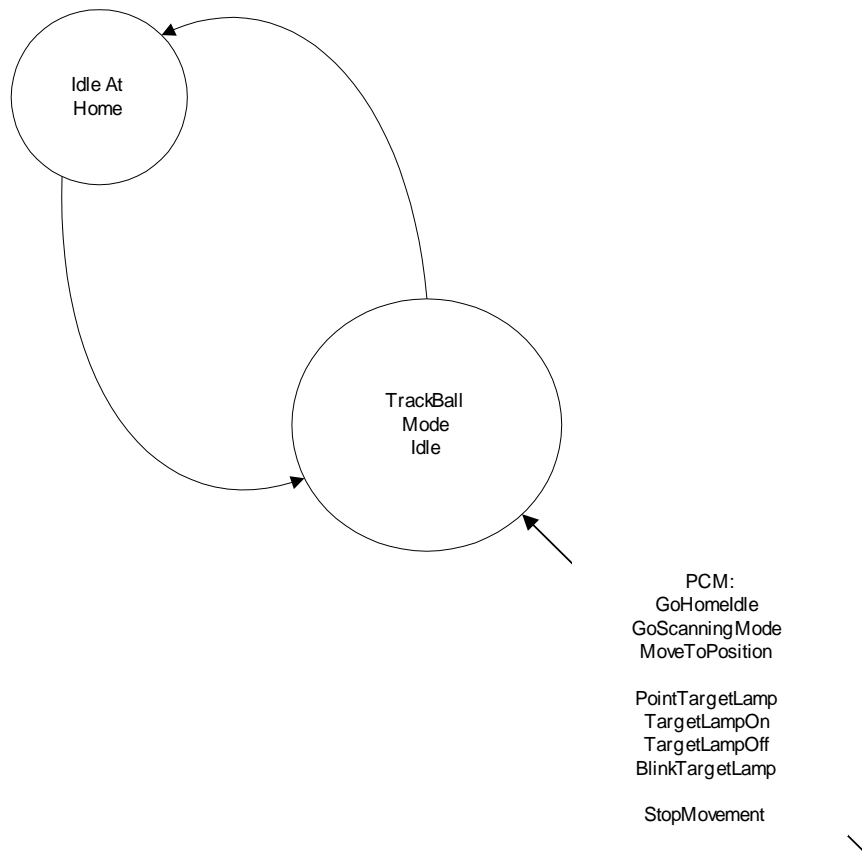 Idle At
Home
TrackBall
Mode
Idle
PCM:
GoHomeIdle
GoScanningMode
MoveToPosition
PointTargetLamp
TargetLampOn
TargetLampOff
BlinkTargetLamp
StopMovement